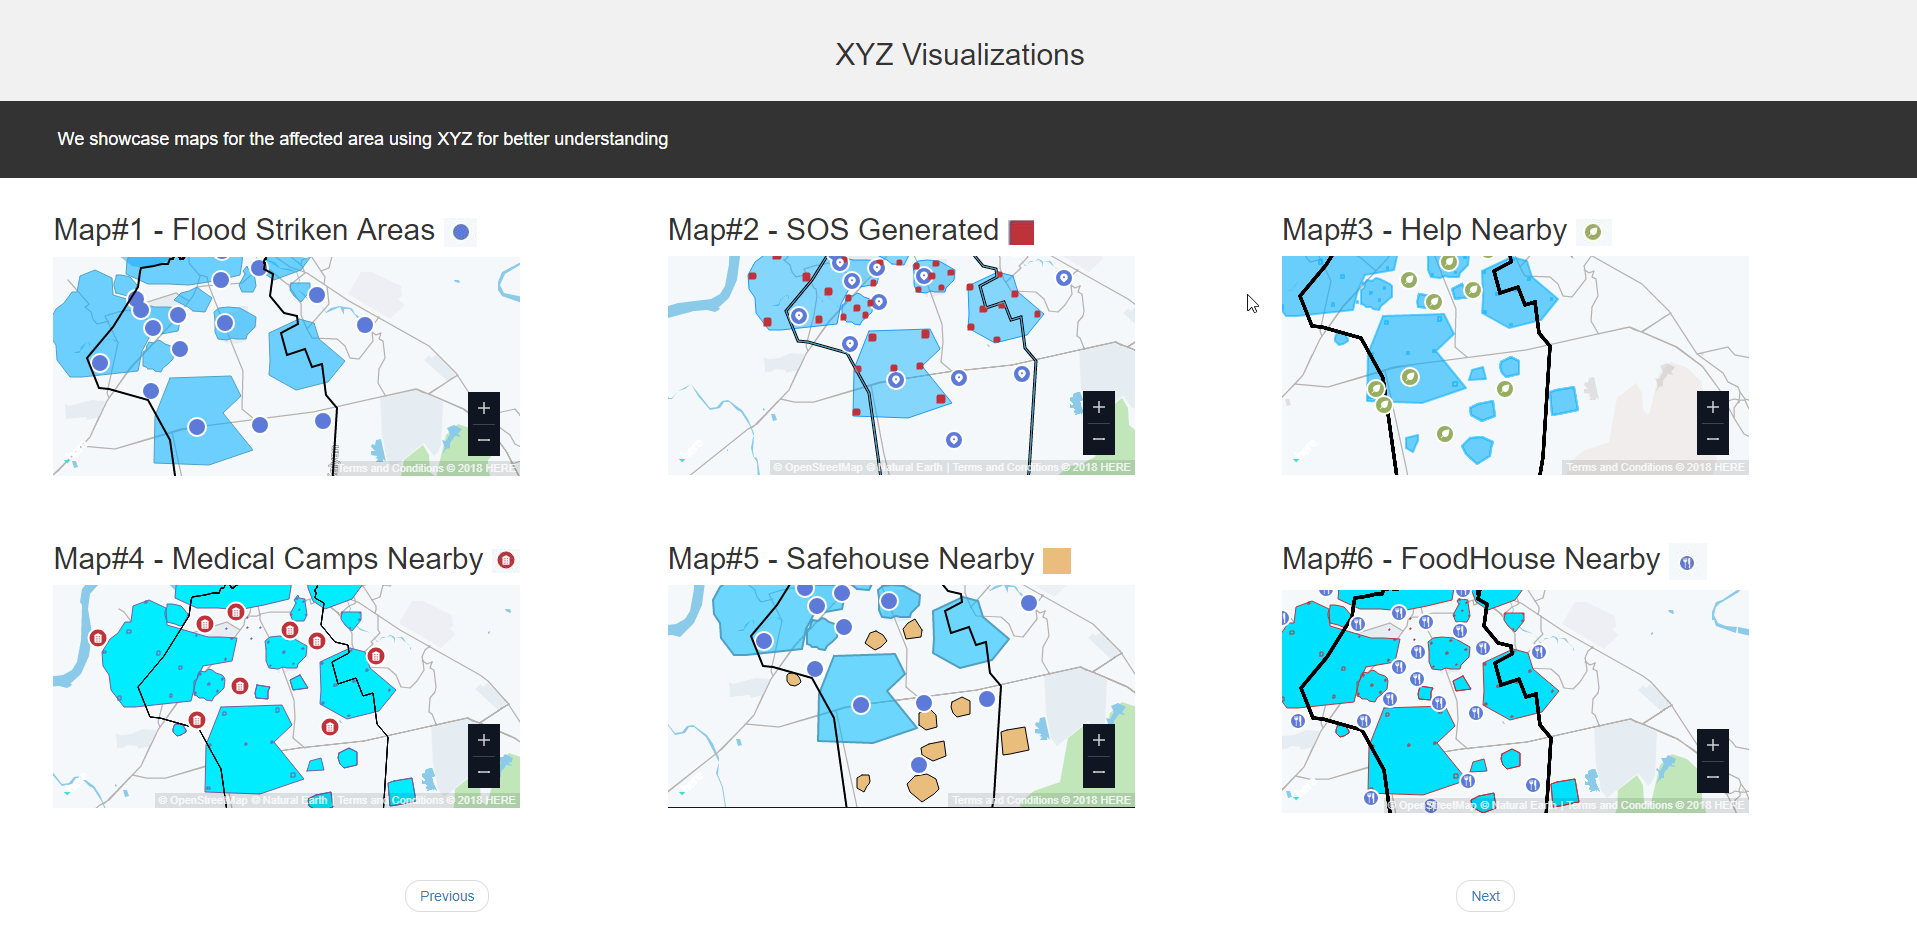 XYZ Visualizations
We showcase maps for the affected area using XYZ for better understanding
Map#1 - Flood Striken Areas
Map#2 - SOS Generated
Map#3 - Help Nearby
+
−
Terms and Conditions © 2018 HERE
+
−
© OpenStreetMap © Natural Earth | Terms and Conditions © 2018 HERE
+
−
Terms and Conditions © 2018 HERE
Map#4 - Medical Camps Nearby
Map#5 - Safehouse Nearby
Map#6 - FoodHouse Nearby
+
−
© OpenStreetMap © Natural Earth | Terms and Conditions © 2018 HERE
+
−
Terms and Conditions © 2018 HERE
+
−
© OpenStreetMap © Natural Earth | Terms and Conditions © 2018 HERE
Previous
Next